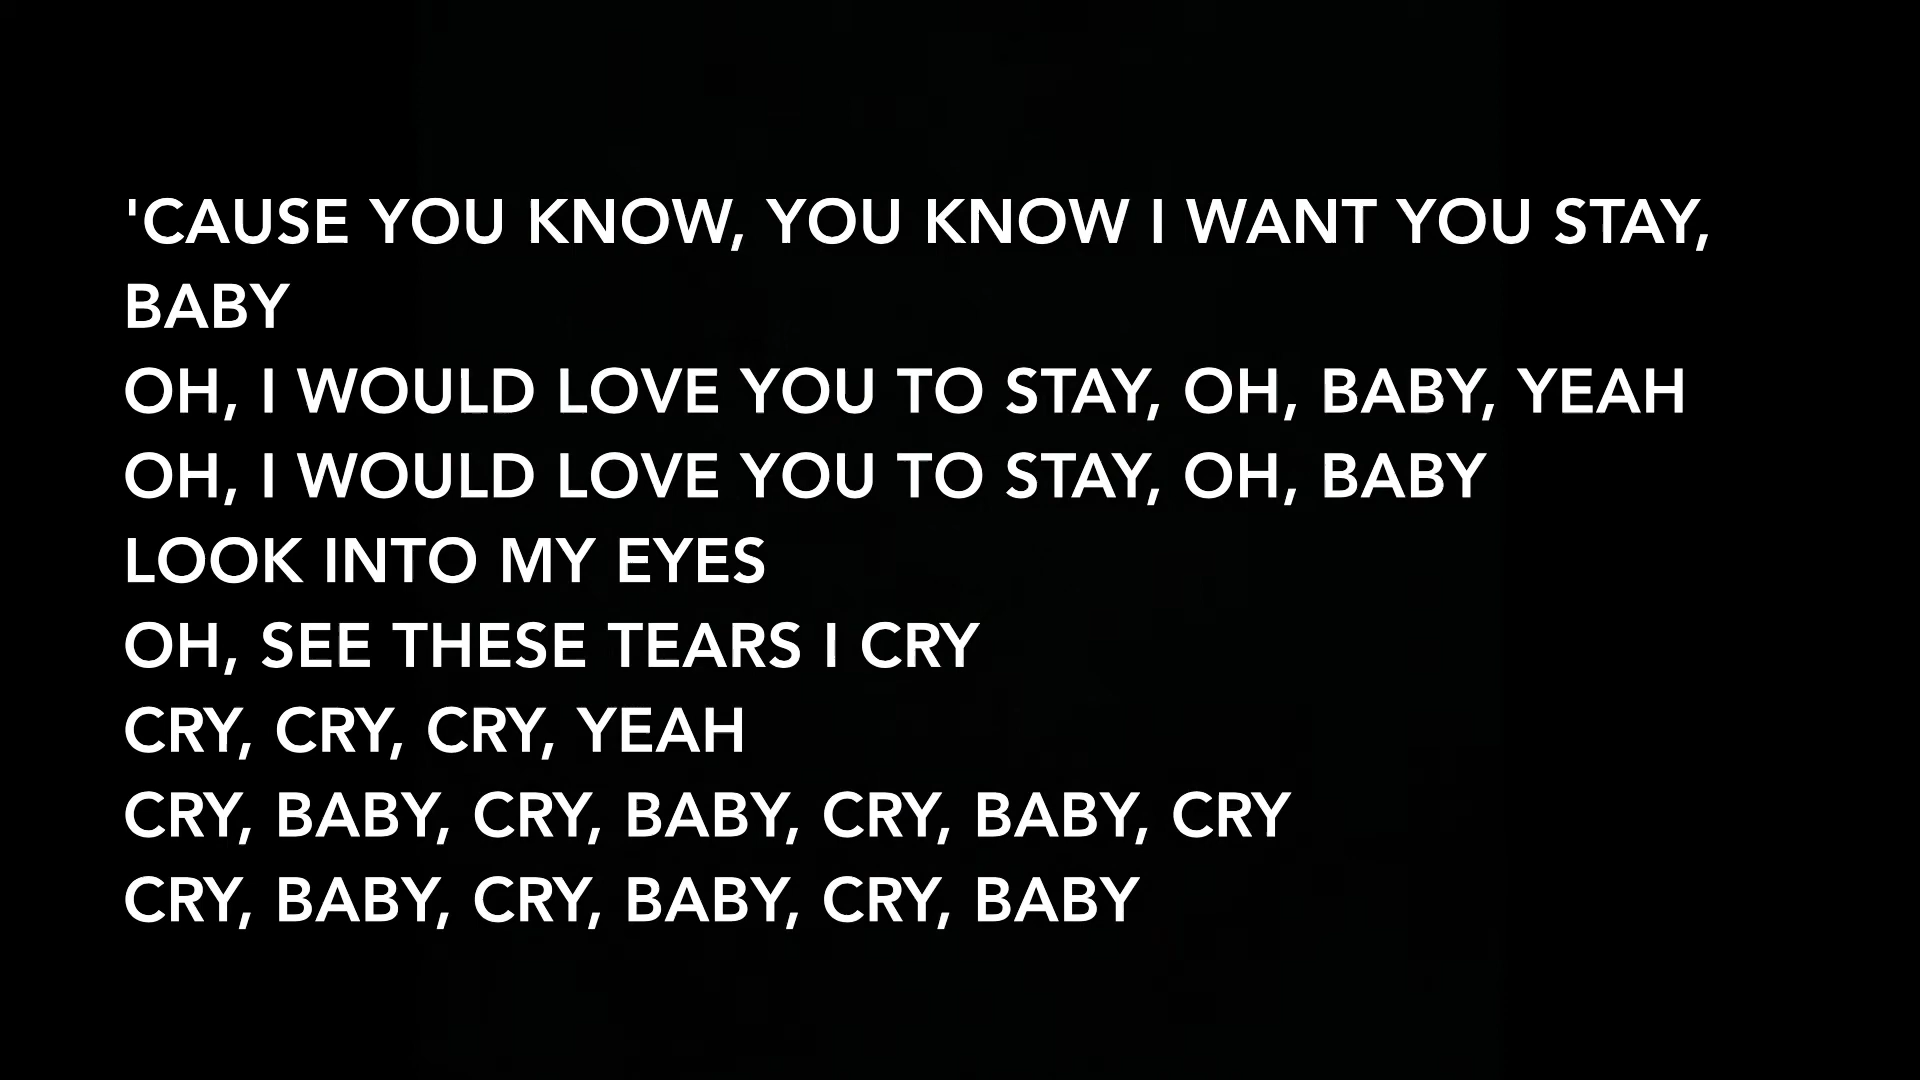 'CAUSE YOU KNOW, YOU KNOW I WANT YOU STAY,
BABY
OH, I WOULD LOVE YOU TO STAY, OH, BABY, YEAH
OH, I WOULD LOVE YOU TO STAY, OH, BABY
LOOK INTO MY EYES
OH, SEE THESE TEARS I CRY
CRY, CRY, CRY, YEAH
CRY, BABY, CRY, BABY, CRY, BABY, CRY
CRY, BABY, CRY, BABY, CRY, BABY